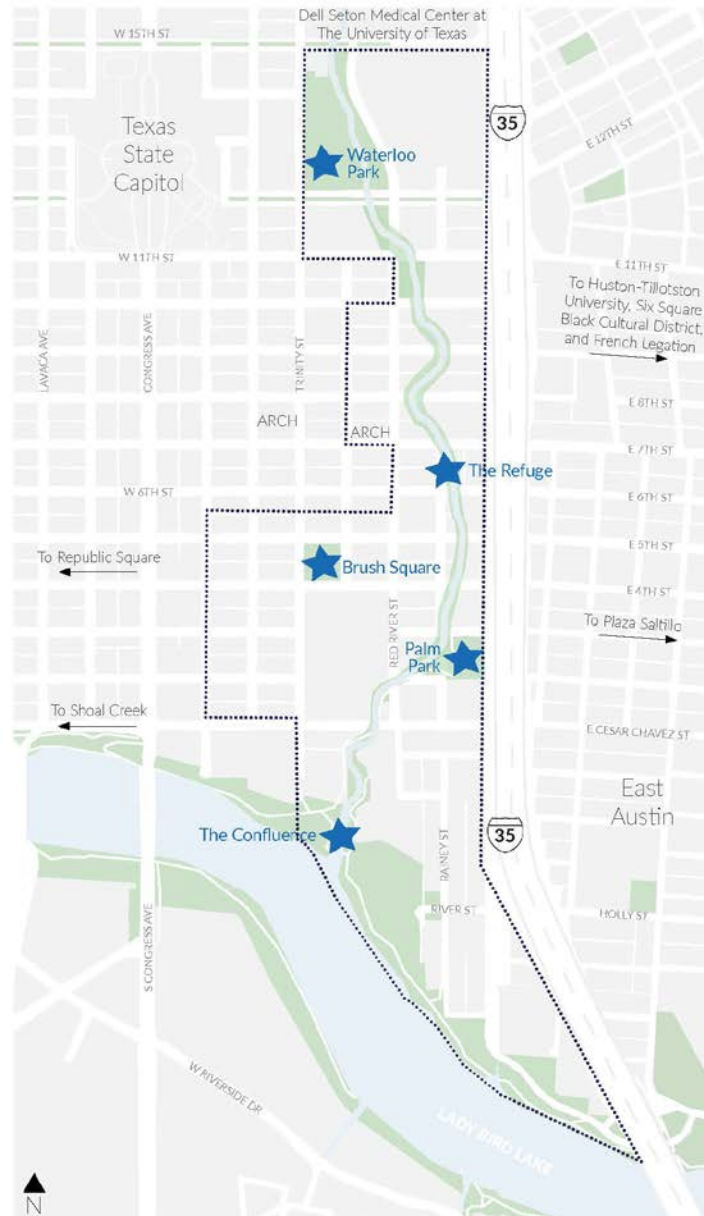 Dell Seton Medical Center at
The University of Texas
W 15TH ST
35
E 12TH ST
Texas
State
Capitol
Waterloo
Park
W 11TH ST
E 11TH ST
To Huston-Tillotston
University, Six Square
Black Cultural District,
and French Legation
LAVACA AVE
CONGRESS AVE
TRINITY ST
E 8TH ST
ARCH
ARCH
E 7TH ST
The Refuge
W 6TH ST
E 6TH ST
To Republic Square
Brush Square
E 5TH ST
E 4TH ST
RED RIVER ST
To Plaza Saltillo
Palm
Park
To Shoal Creek
E CESAR CHAVEZ ST
East
Austin
The Confluence
35
RAINEY ST
RIVER ST
HOLLY ST
S CONGRESS AVE
W RIVERSIDE DR
LADY BIRD LAKE
N